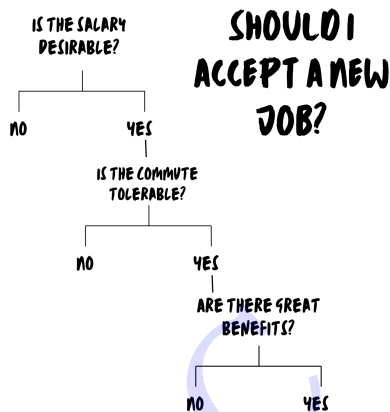 SHOULD I
ACCEPT A NEW
JOB?
IS THE SALARY
DESIRABLE?
NO
YES
IS THE COMMUTE
TOLERABLE?
NO
YES
ARE THERE GREAT
BENEFITS?
NO
YES